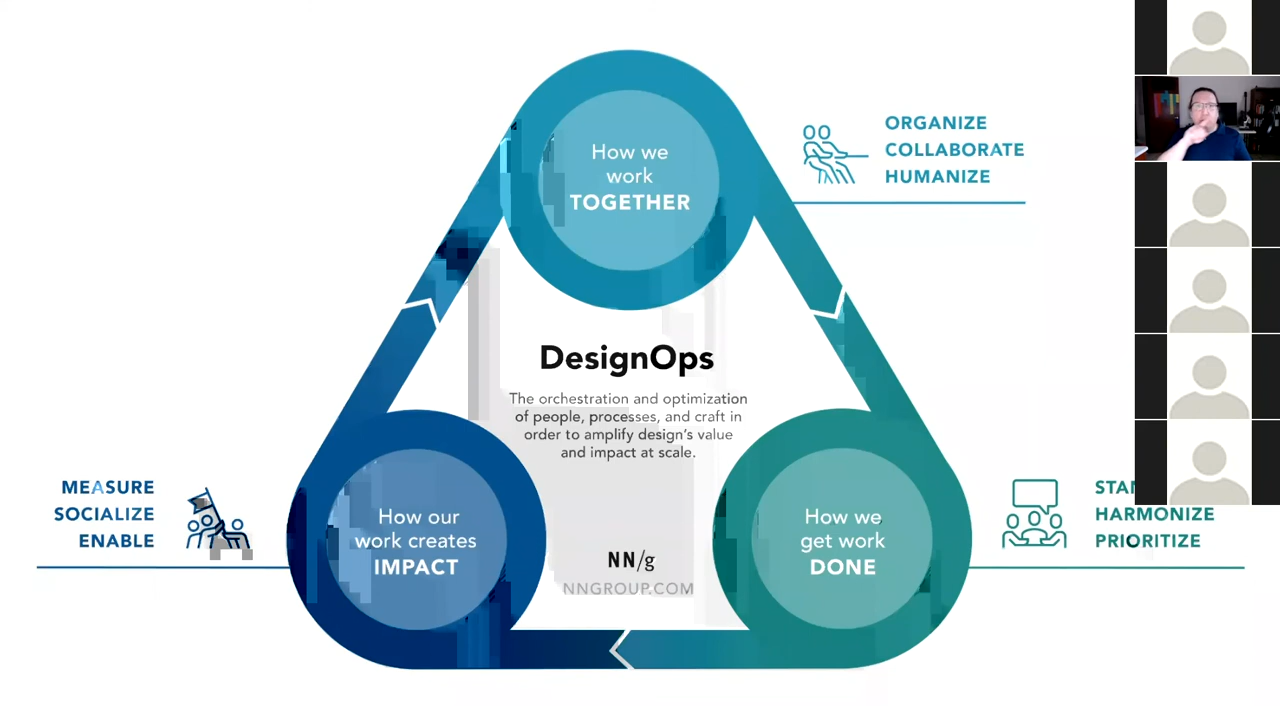 How we
work
TOGETHER
ORGANIZE
COLLABORATE
HUMANIZE
DesignOps
The orchestration and optimization
of people, processes, and craft in
order to amplify design's value
and impact at scale.
MEASURE
SOCIALIZE
ENABLE
How our
work creates
IMPACT
NN/g
NNGROUP.COM
How we
get work
DONE
HARMONIZE
PRIORITIZE